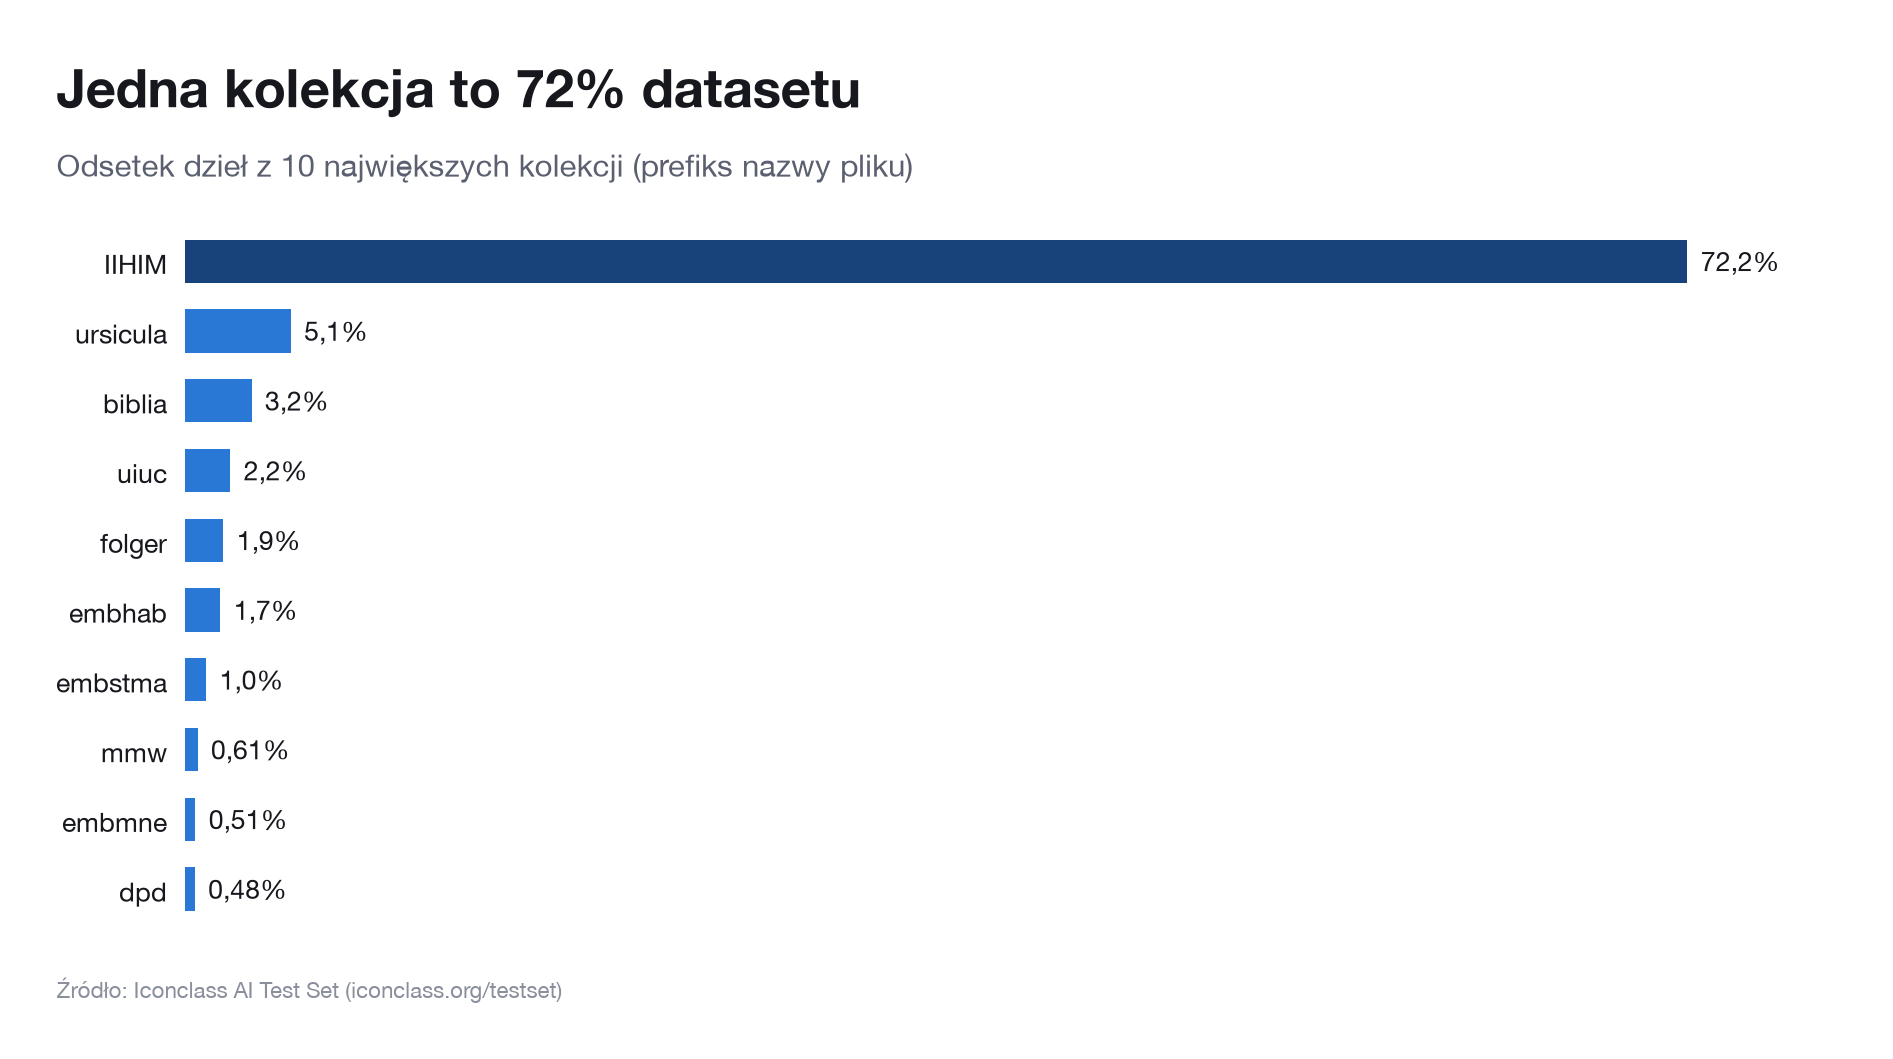 Jedna kolekcja to 72% datasetu
Odsetek dzieł z 10 największych kolekcji (prefiks nazwy pliku)
IIHIM 72,2%
ursicula 5,1%
biblia 3,2%
uiuc 2,2%
folger 1,9%
embhab 1,7%
embstma 1,0%
mmw 0,61%
embmne 0,51%
dpd 0,48%
Źródło: Iconclass AI Test Set (iconclass.org/testset)